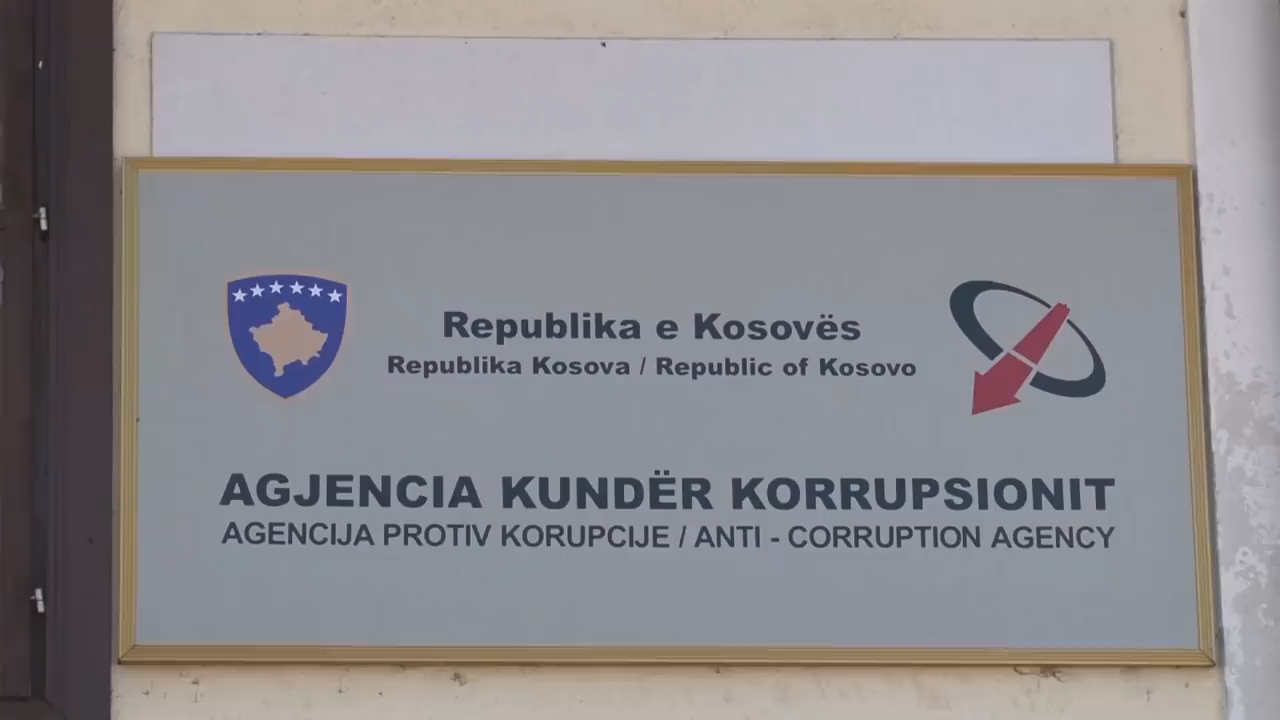 Republika e Kosovës
Republika Kosova / Republic of Kosovo
AGJENCIA KUNDËR KORRUPSIONIT
AGENCIJA PROTIV KORUPCIJE / ANTI - CORRUPTION AGENCY